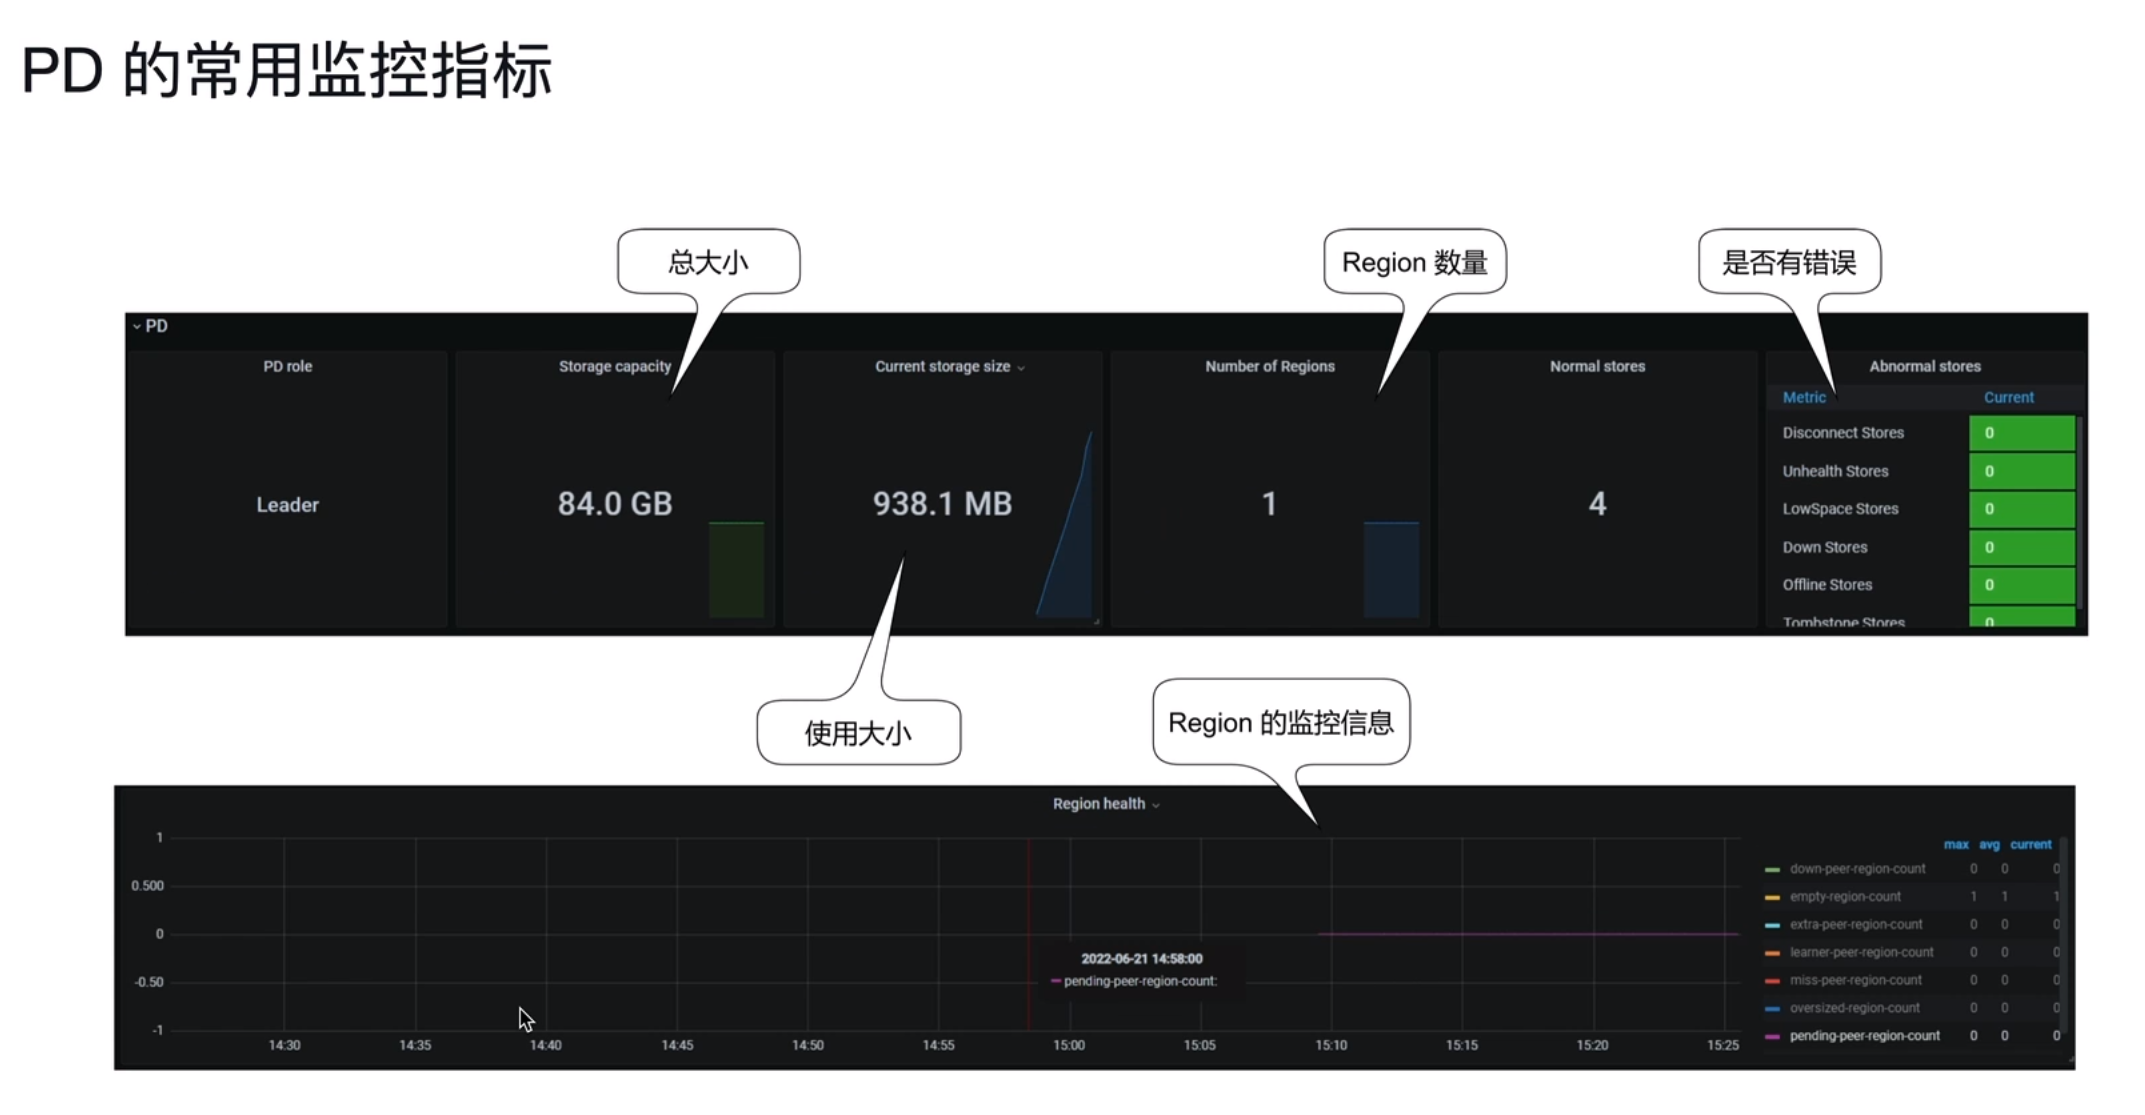 PD 的常用监控指标
总大小
Region 数量
是否有错误
PD
PD role
Storage capacity
Current storage size
Number of Regions
Normal stores
Abnormal stores
Metric Current
Disconnect Stores 0
Unhealth Stores 0
LowSpace Stores 0
Down Stores 0
Offline Stores 0
Tombstone Stores 0
Leader
84.0 GB
938.1 MB
1
4
使用大小
Region 的监控信息
Region health
1
0.500
0
-0.50
-1
14:30 14:35 14:40 14:45 14:50 14:55 15:00 15:05 15:10 15:15 15:20 15:25
2022-06-21 14:58:00
pending-peer-region-count:
max avg current
down-peer-region-count 0 0 0
empty-region-count 1 1 1
extra-peer-region-count 0 0 0
learner-peer-region-count 0 0 0
miss-peer-region-count 0 0 0
oversized-region-count 0 0 0
pending-peer-region-count 0 0 0